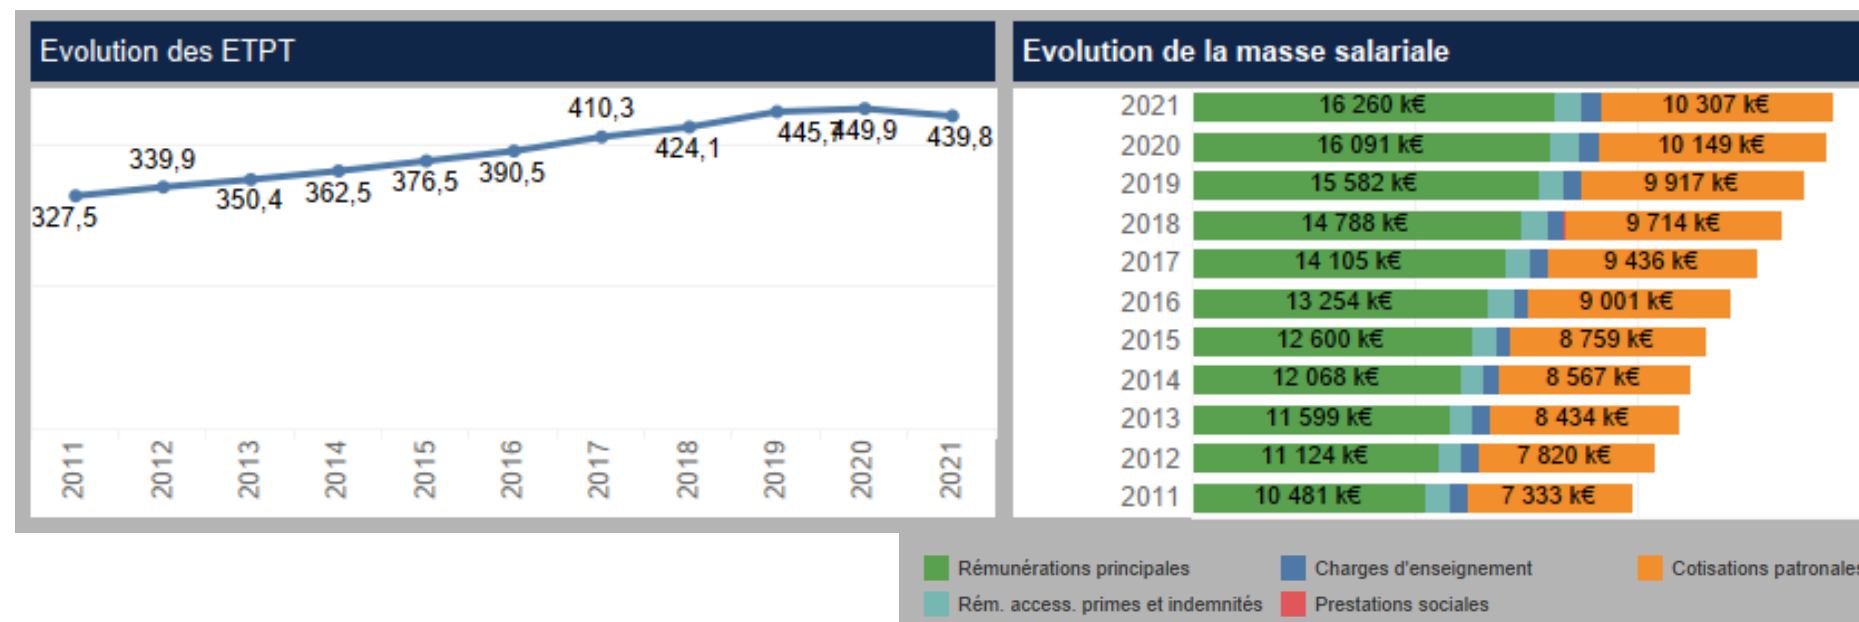 Evolution des ETPT
410,3
339,9
445,7
449,9
439,8
424,1
390,5
376,5
362,5
350,4
327,5
2011
2012
2013
2014
2015
2016
2017
2018
2019
2020
2021
Evolution de la masse salariale
2021 16 260 k€ 10 307 k€
2020 16 091 k€ 10 149 k€
2019 15 582 k€ 9 917 k€
2018 14 788 k€ 9 714 k€
2017 14 105 k€ 9 436 k€
2016 13 254 k€ 9 001 k€
2015 12 600 k€ 8 759 k€
2014 12 068 k€ 8 567 k€
2013 11 599 k€ 8 434 k€
2012 11 124 k€ 7 820 k€
2011 10 481 k€ 7 333 k€
Rémunérations principales
Charges d'enseignement
Cotisations patronales
Rém. access. primes et indemnités
Prestations sociales